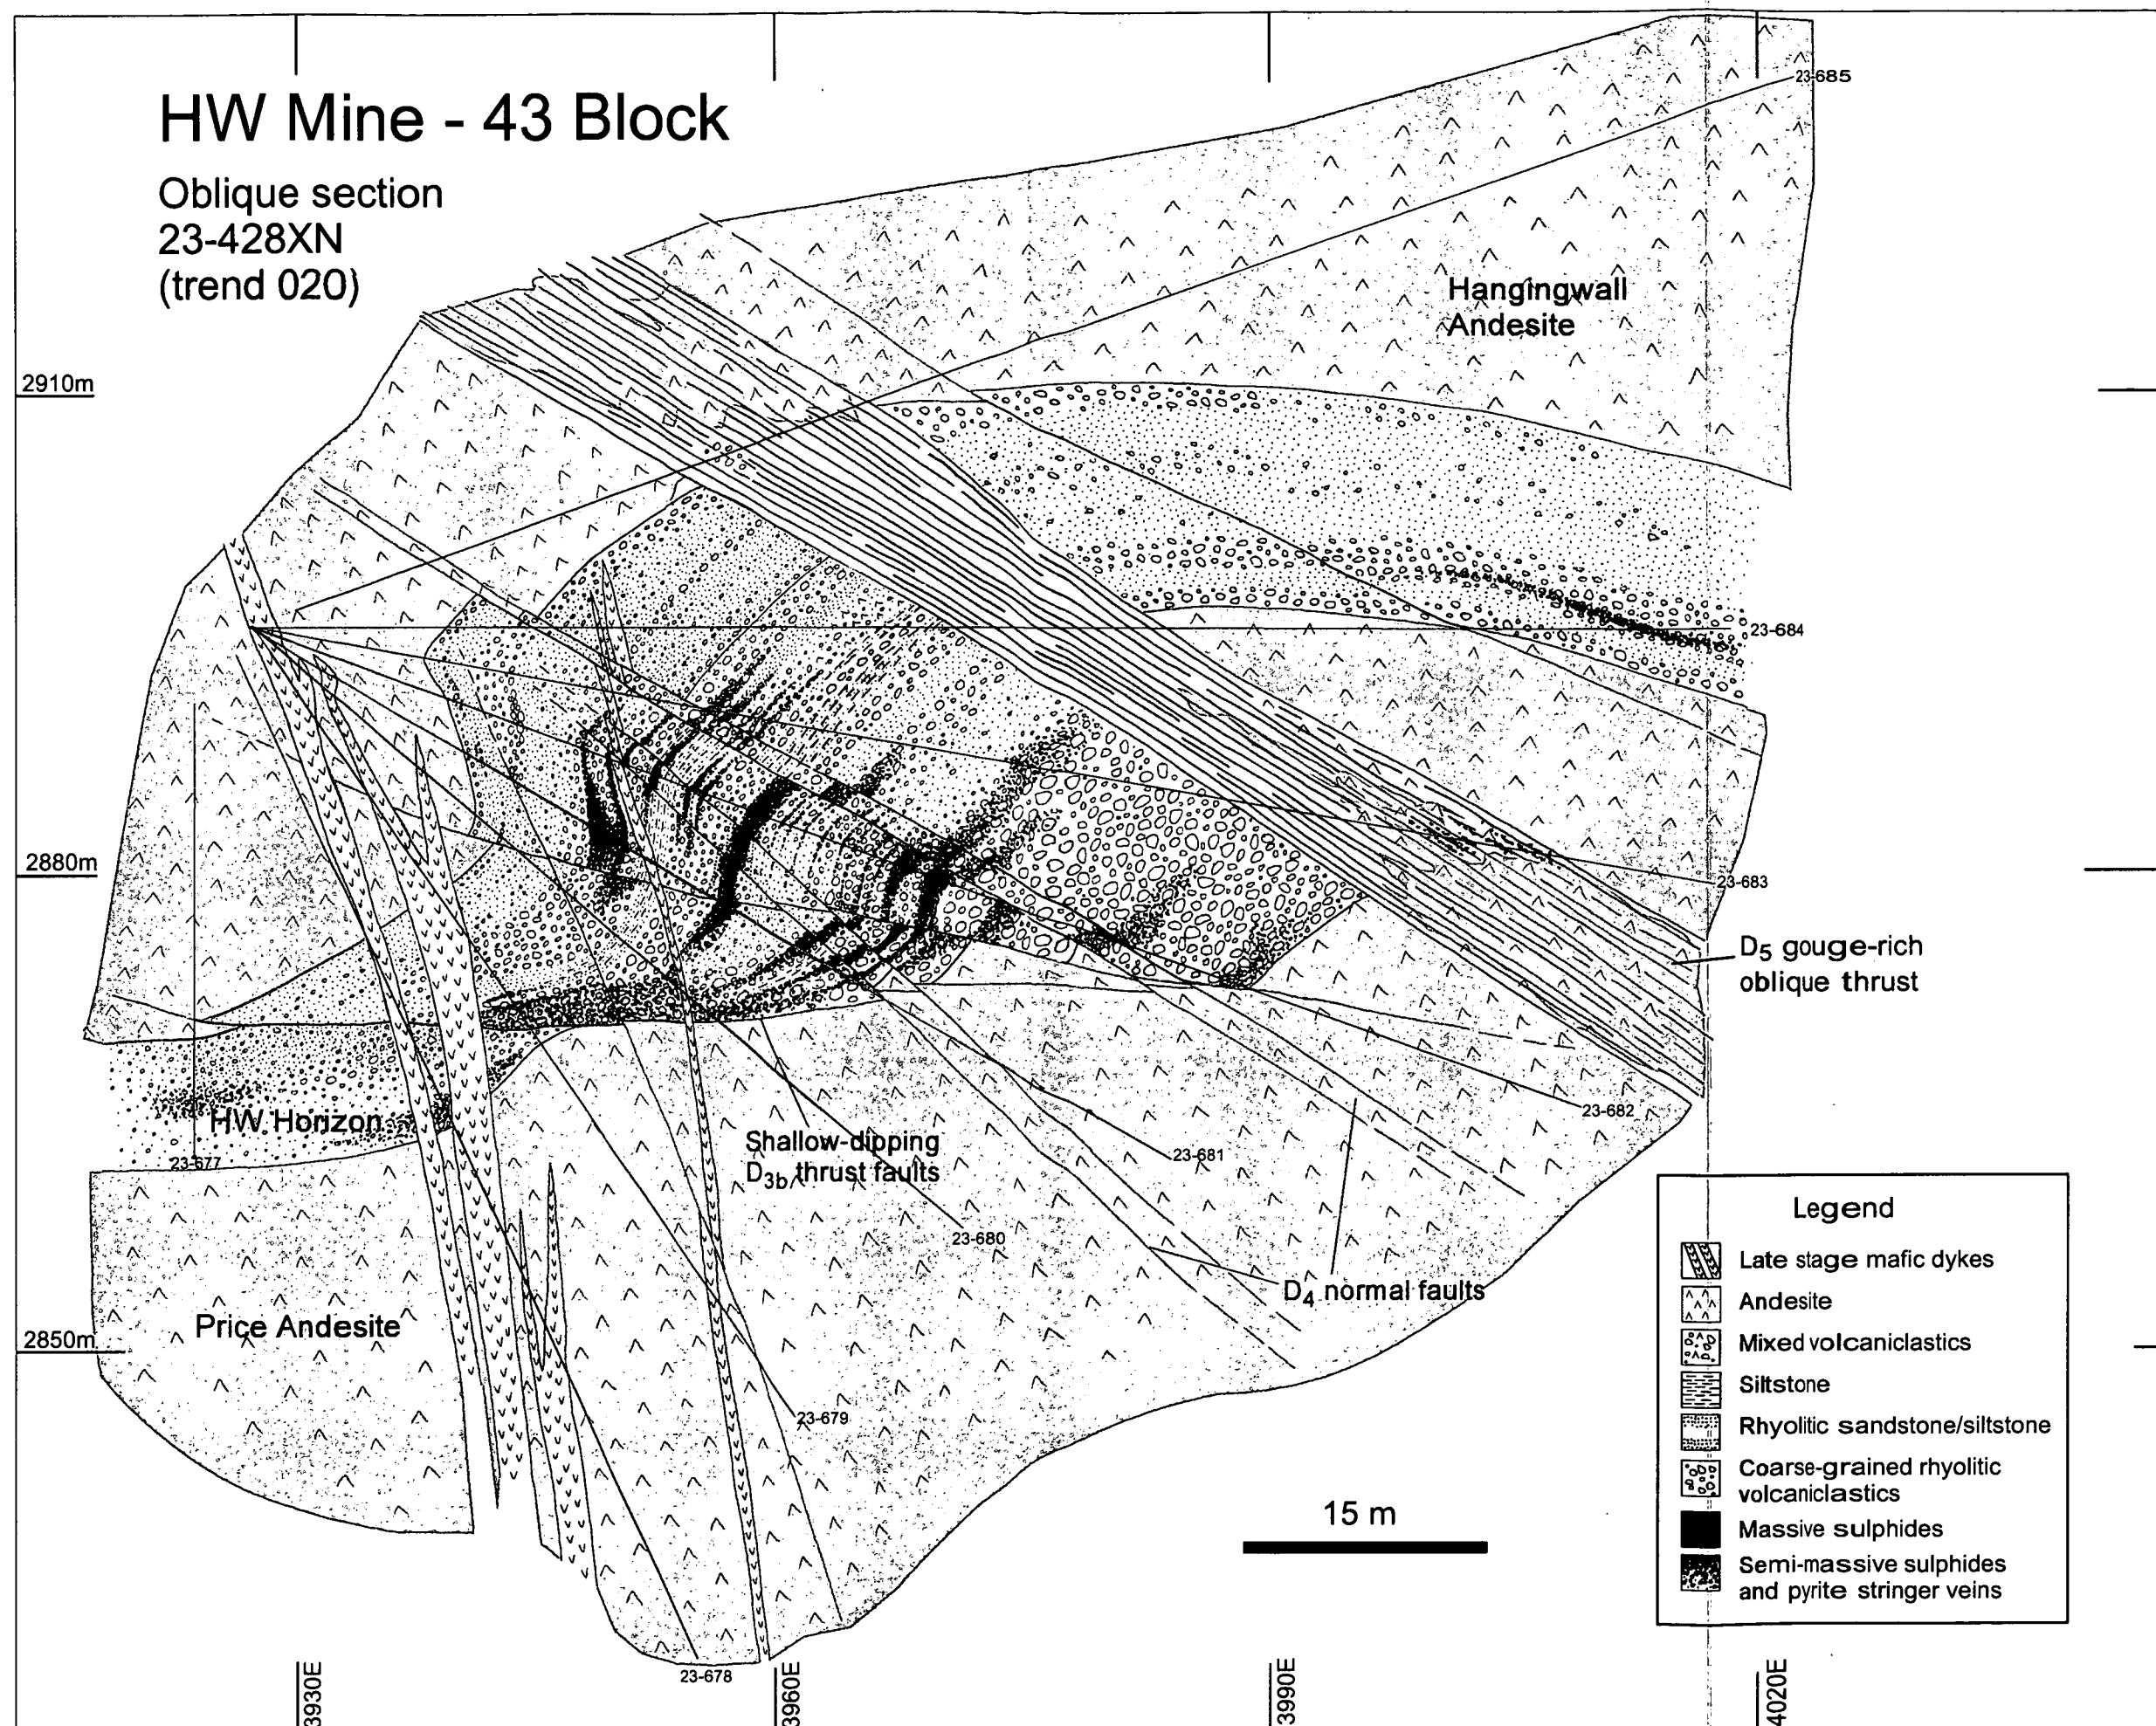 HW Mine - 43 Block
Oblique section
23-428XN
(trend 020)
23-685
Hangingwall
Andesite
2910m
23-684
2880m
23-683
D5 gouge-rich
oblique thrust
HW Horizon
23-677
Shallow-dipping
D3b thrust faults
23-682
23-681
23-680
D4 normal faults
Price Andesite
2850m
23-679
23-678
15 m
Legend
Late stage mafic dykes
Andesite
Mixed volcaniclastics
Siltstone
Rhyolitic sandstone/siltstone
Coarse-grained rhyolitic
volcaniclastics
Massive sulphides
Semi-massive sulphides
and pyrite stringer veins
3930E
3960E
3990E
4020E